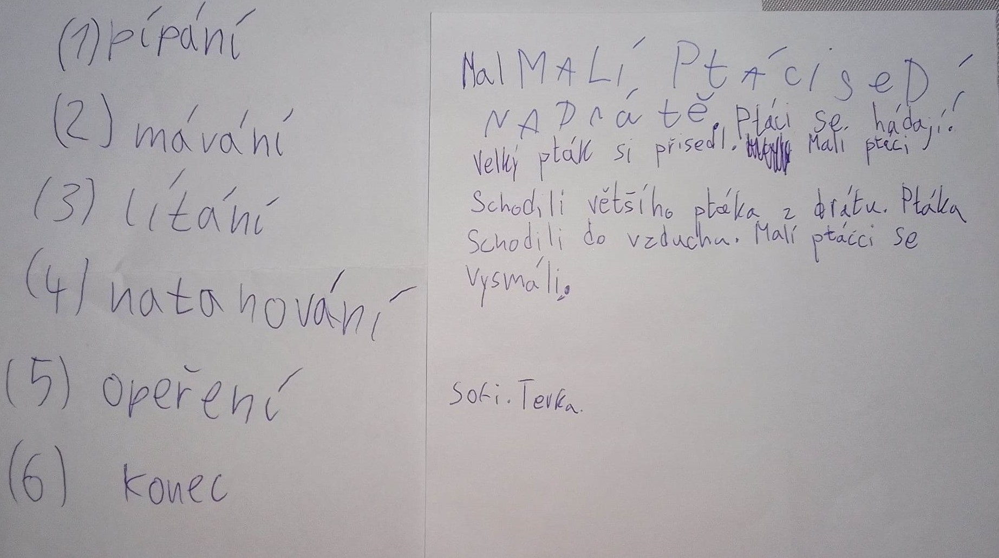 (1) pípání
(2) mávání
(3) lítání
(4) natahování
(5) opeření
(6) konec
Mal MALÍ PtÁCI seDÍ
NADrátě. Ptáci se hádají!
Velký pták si přisedl. Malí ptáci
Schodili většího ptáka z drátu. Ptáka
Schodili do vzduchu. Malí ptáčci se
Vysmáli.
Sofi. Terka.